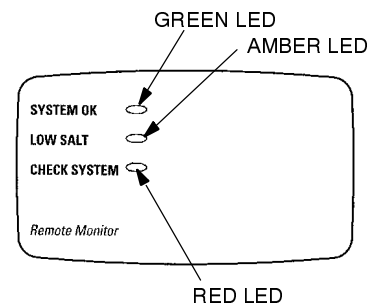 GREEN LED
AMBER LED
SYSTEM OK
LOW SALT
CHECK SYSTEM
Remote Monitor
RED LED